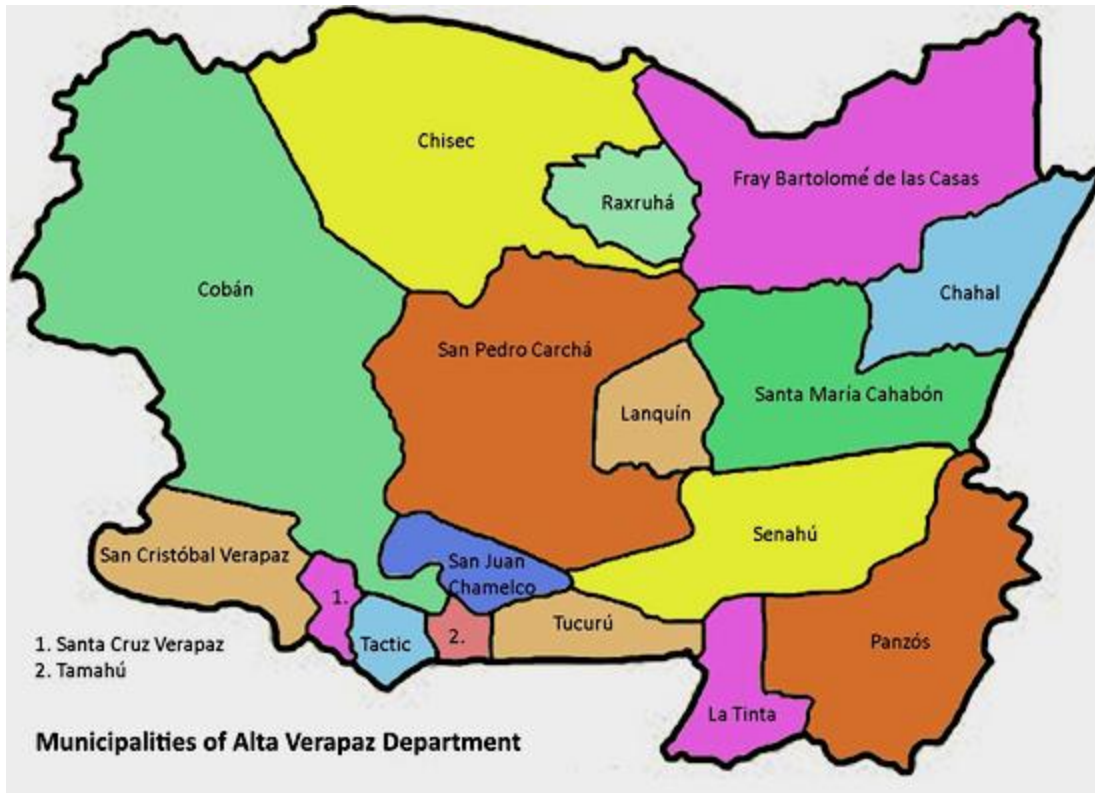 Chisec
Fray Bartolomé de las Casas
Raxruhá
Cobán
Chahal
San Pedro Carchá
Santa María Cahabón
Lanquín
Senahú
San Cristóbal Verapaz
San Juan
Chamelco
1.
Tucurú
2.
Tactic
Panzós
La Tinta
1. Santa Cruz Verapaz
2. Tamahú
Municipalities of Alta Verapaz Department